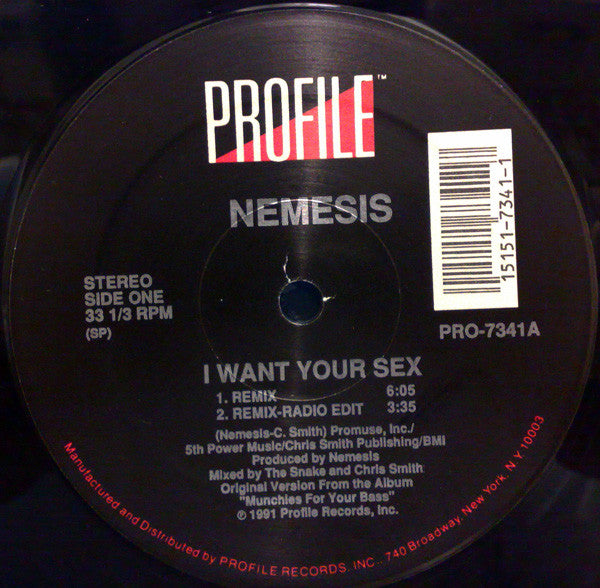 PROFILE™
NEMESIS
15151-7341-1
STEREO
SIDE ONE
33 1/3 RPM
(SP)
PRO-7341A
I WANT YOUR SEX
1. REMIX 6:05
2. REMIX-RADIO EDIT 3:35
(Nemesis-C. Smith) Promuse, Inc./
5th Power Music/Chris Smith Publishing/BMI
Produced by Nemesis
Mixed by The Snake and Chris Smith
Original Version From the Album
"Munchies For Your Bass"
℗ 1991 Profile Records, Inc.
Manufactured and Distributed by PROFILE RECORDS, INC., 740 Broadway, New York, N.Y. 10003